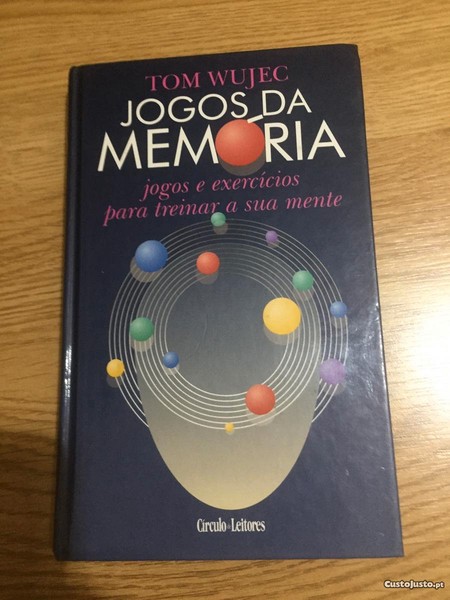 TOM WUJEC
JOGOS DA
MEMÓRIA
jogos e exercícios
para treinar a sua mente
Círculo de Leitores
CustoJusto.pt